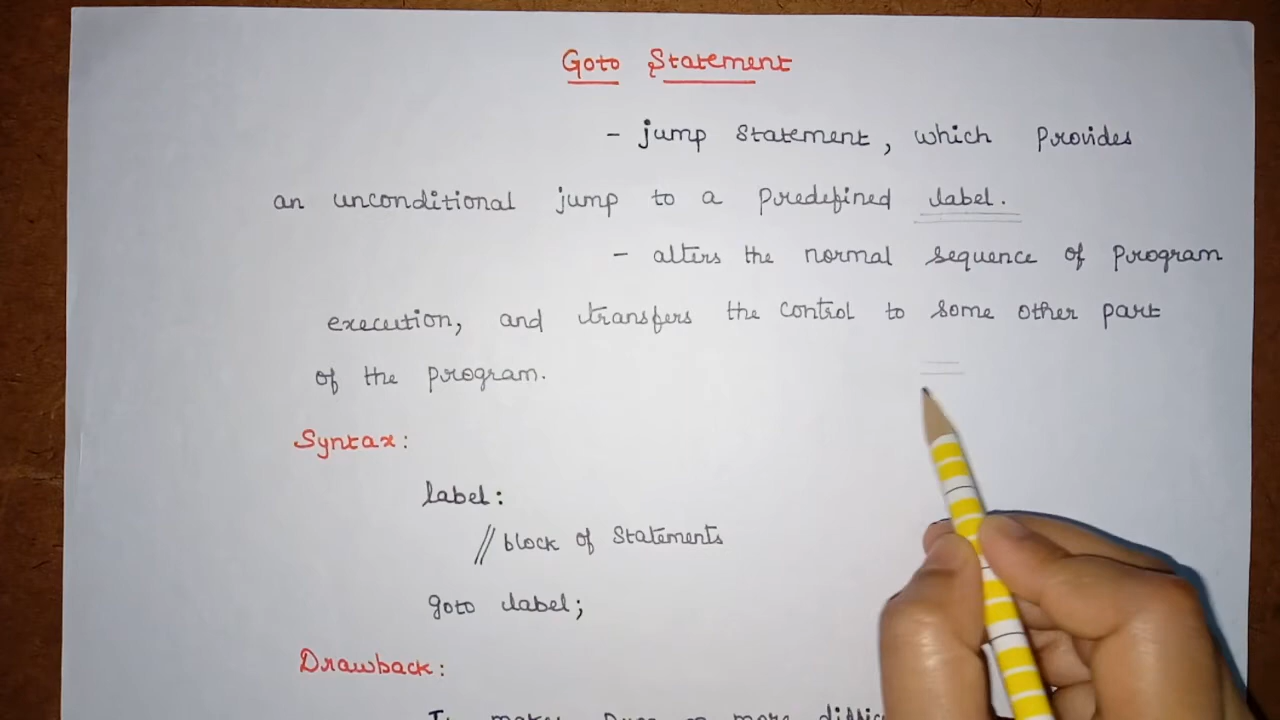 Goto Statement
- jump statement, which provides
an unconditional jump to a predefined label.
- alters the normal sequence of program
execution, and transfers the control to some other part
of the program.
Syntax:
label:
// block of statements
goto label;
Drawback:
more